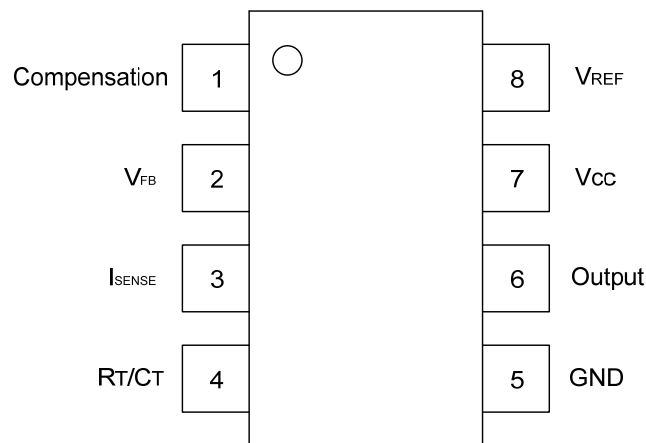 Compensation 1 8 VREF
VFB 2 7 VCC
ISENSE 3 6 Output
RT/CT 4 5 GND